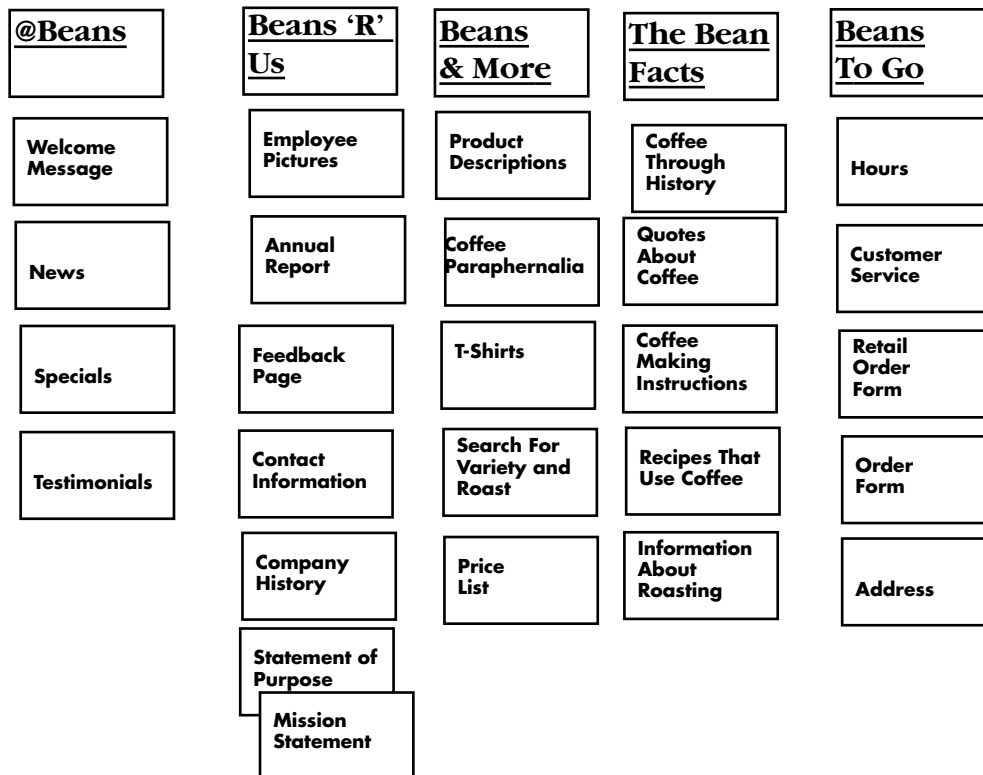 @Beans
Welcome
Message
News
Specials
Testimonials
Beans ‘R’
Us
Employee
Pictures
Annual
Report
Feedback
Page
Contact
Information
Company
History
Statement of
Purpose
Mission
Statement
Beans
& More
Product
Descriptions
Coffee
Paraphernalia
T-Shirts
Search For
Variety and
Roast
Price
List
The Bean
Facts
Coffee
Through
History
Quotes
About
Coffee
Coffee
Making
Instructions
Recipes That
Use Coffee
Information
About
Roasting
Beans
To Go
Hours
Customer
Service
Retail
Order
Form
Order
Form
Address